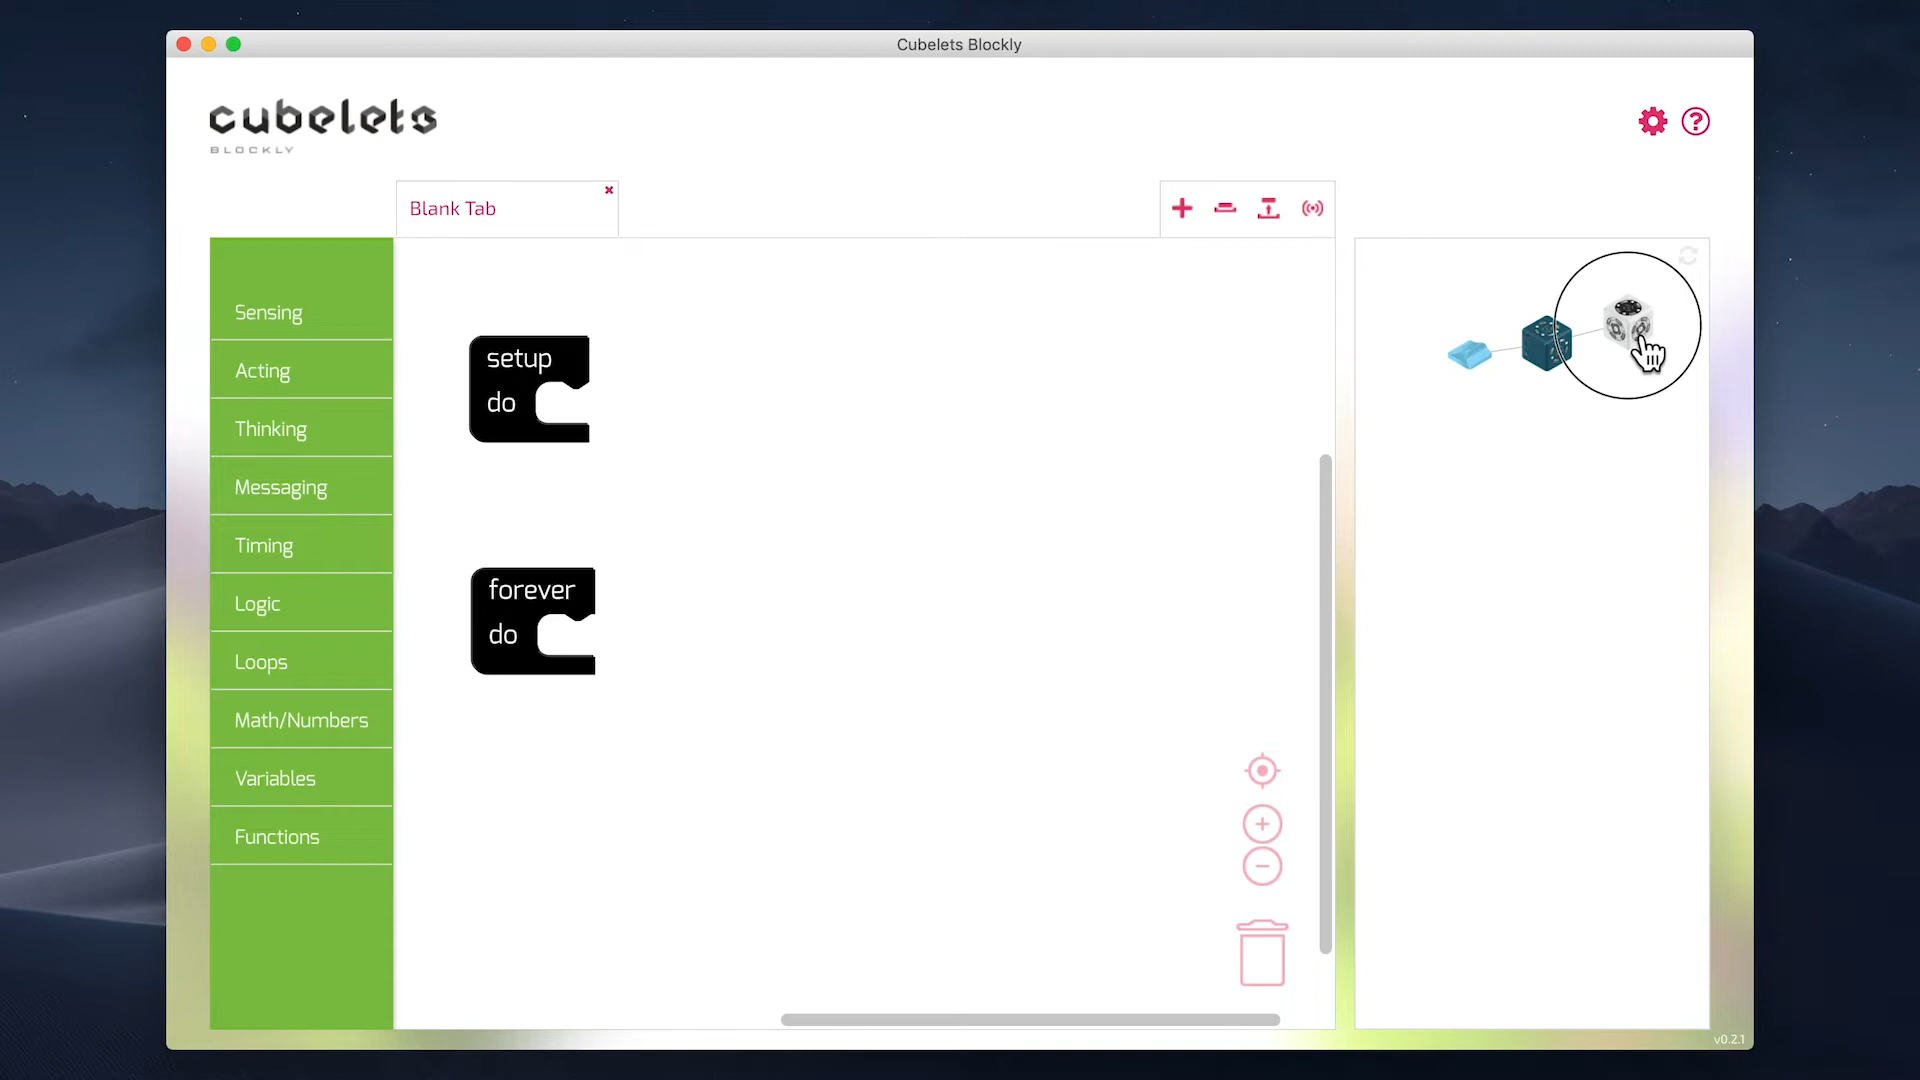 Cubelets Blockly
cubelets
BLOCKLY
Blank Tab
Sensing
Acting
Thinking
Messaging
Timing
Logic
Loops
Math/Numbers
Variables
Functions
setup
do
forever
do
v0.2.1